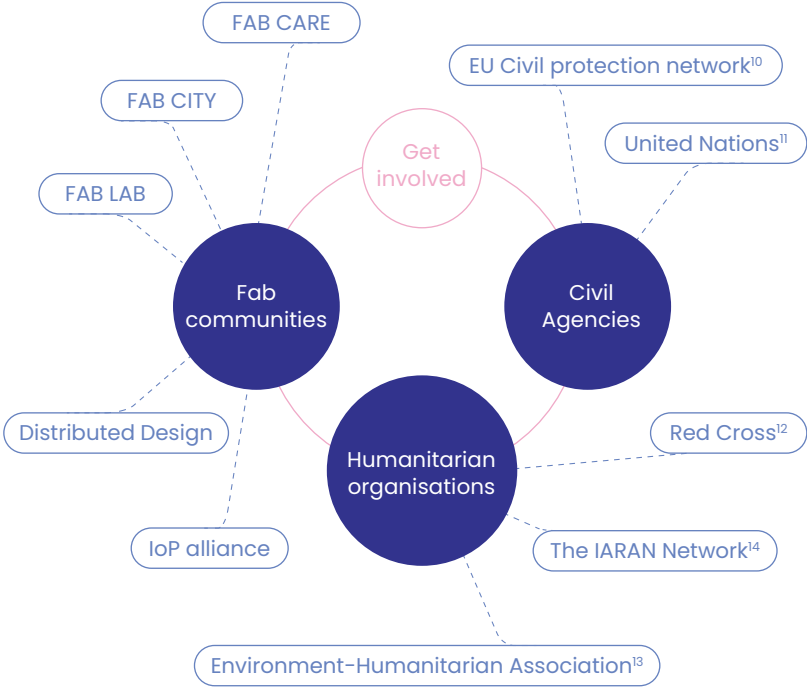 FAB CARE
EU Civil protection network¹⁰
FAB CITY
United Nations¹¹
Get
involved
FAB LAB
Fab
communities
Civil
Agencies
Distributed Design
Red Cross¹²
Humanitarian
organisations
IoP alliance
The IARAN Network¹⁴
Environment-Humanitarian Association¹³